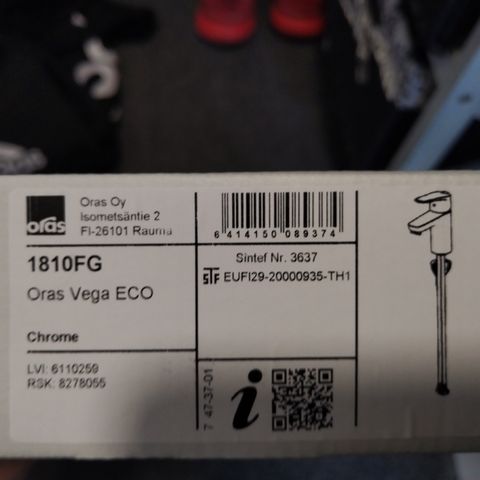 oras
Oras Oy
Isometsäntie 2
FI-26101 Rauma
1810FG
Oras Vega ECO
Chrome
LVI: 6110259
RSK: 8278055
6 414150 089374
Sintef Nr. 3637
STF EUFI29-20000935-TH1
7 47-37-01
i